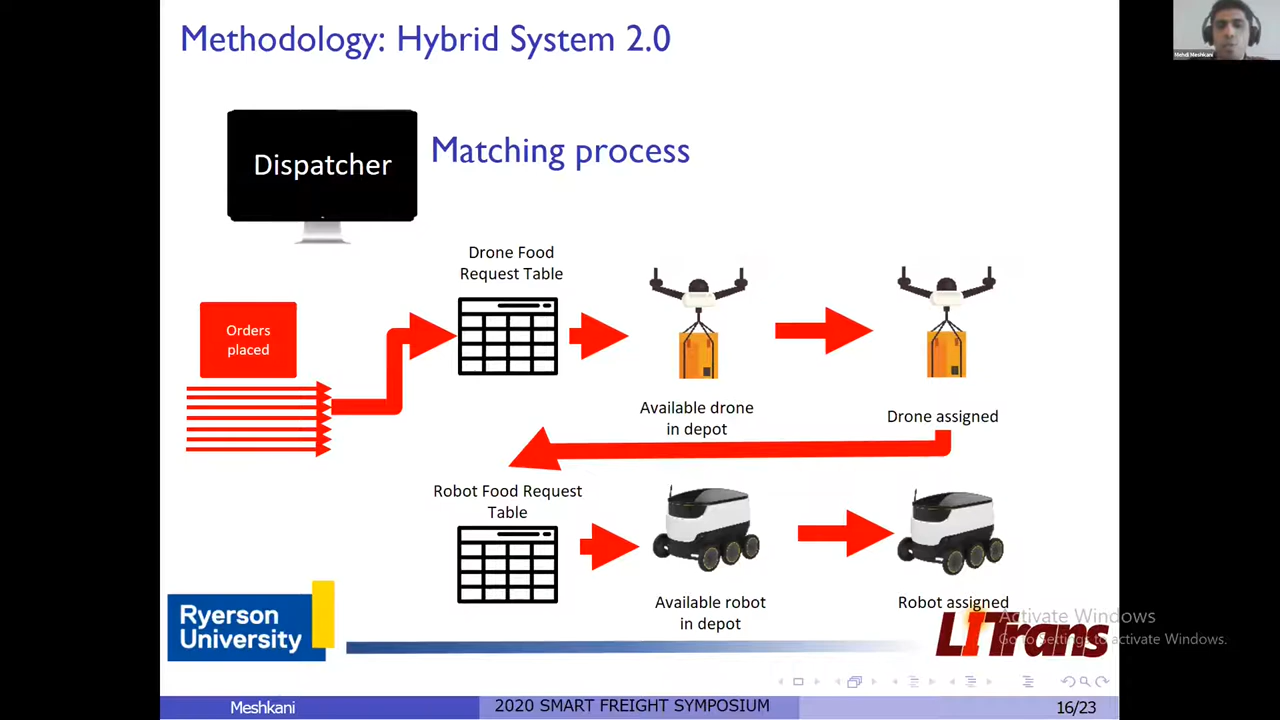 Methodology: Hybrid System 2.0
Mehdi Meshkani
Dispatcher
Matching process
Drone Food
Request Table
Orders
placed
Available drone
in depot
Drone assigned
Robot Food Request
Table
Available robot
in depot
Robot assigned
Ryerson
University
LiTrans
Activate Windows
Go to Settings to activate Windows.
Meshkani
2020 SMART FREIGHT SYMPOSIUM
16/23